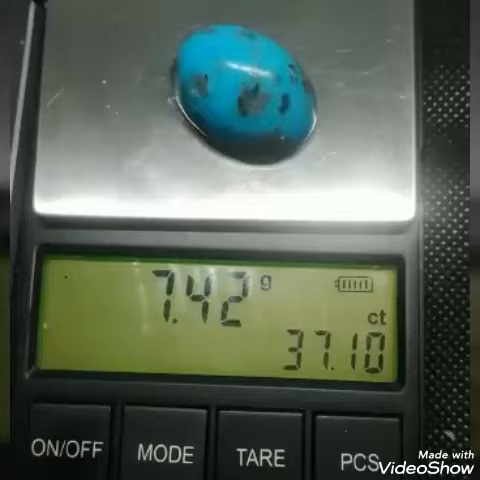 7.42 g
ct
37.10
ON/OFF MODE TARE PCS
Made with
VideoShow